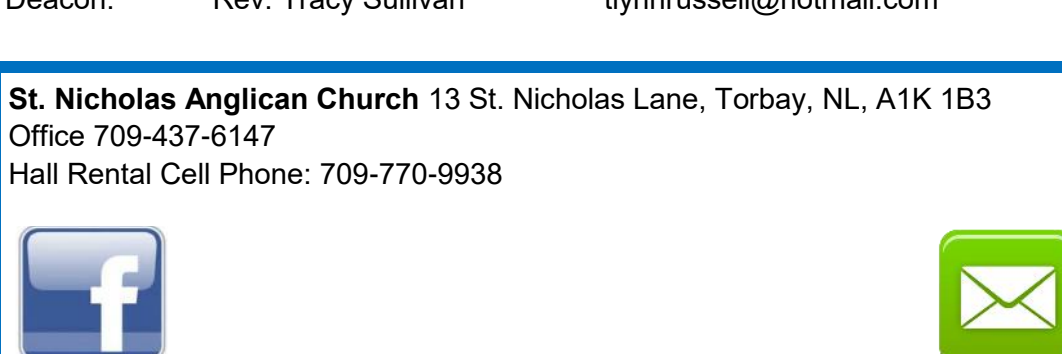 Deacon: Rev. Tracy Sullivan tlynnrussell@hotmail.com
St. Nicholas Anglican Church 13 St. Nicholas Lane, Torbay, NL, A1K 1B3
Office 709-437-6147
Hall Rental Cell Phone: 709-770-9938
f